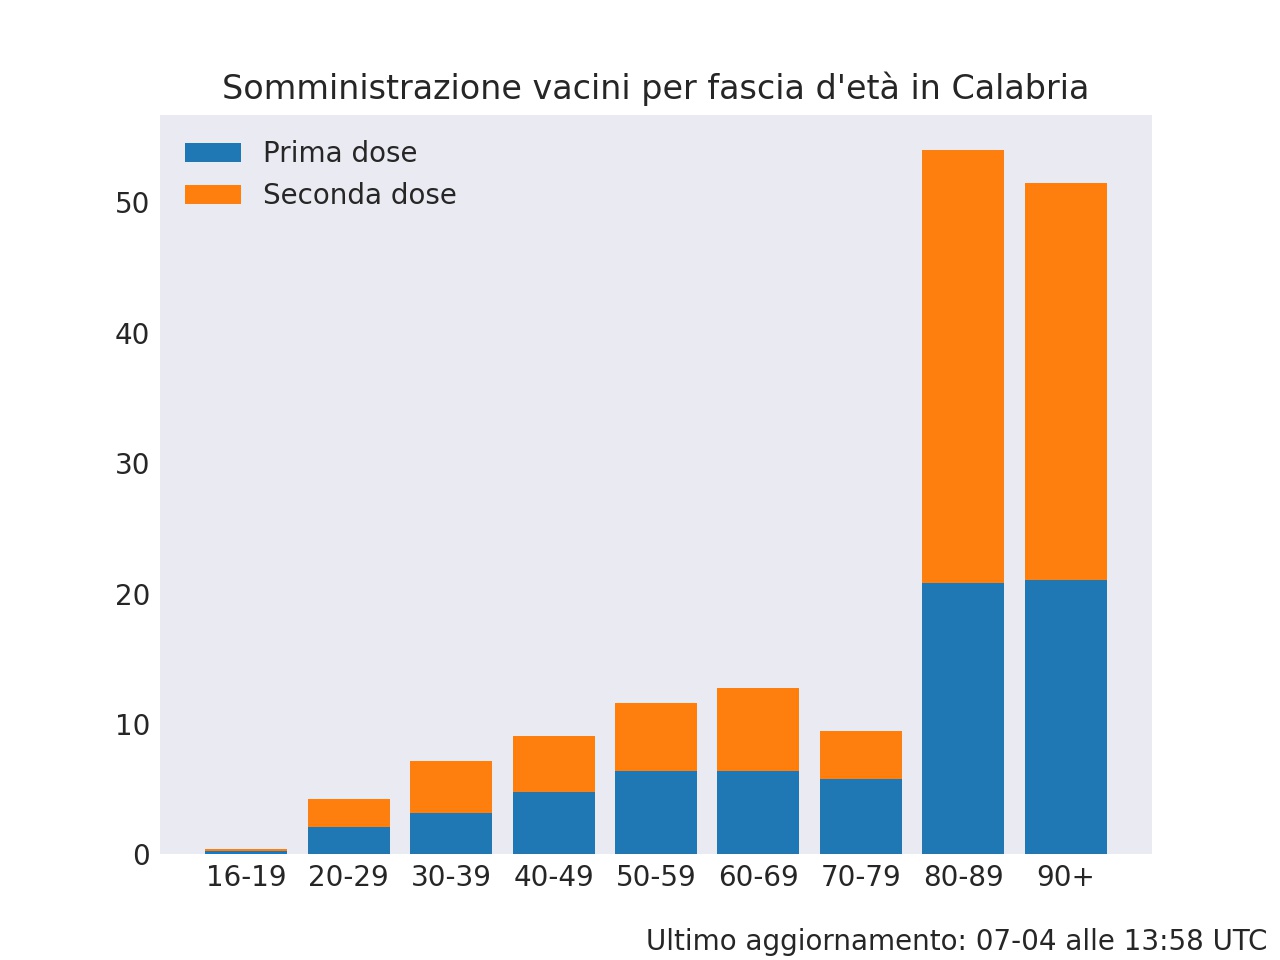 Somministrazione vacini per fascia d'età in Calabria
Prima dose
Seconda dose
50
40
30
20
10
0
16-19 20-29 30-39 40-49 50-59 60-69 70-79 80-89 90+
Ultimo aggiornamento: 07-04 alle 13:58 UTC